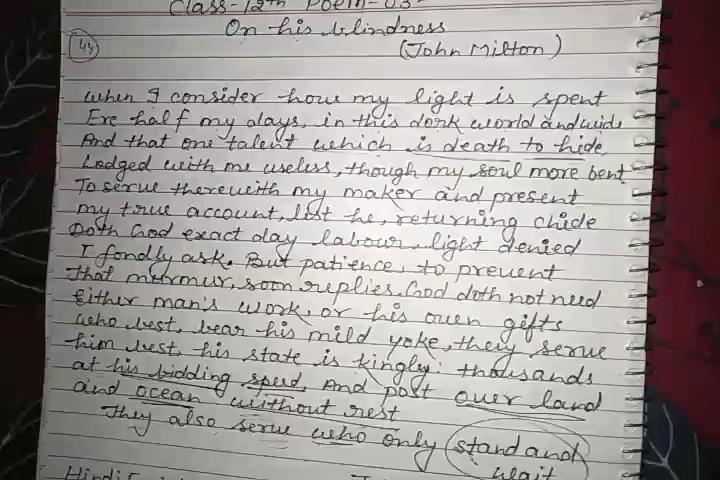 Class-12th Poem-03
On his blindness
44
(John Milton)
when I consider how my light is spent
Ere half my days, in this dark world and wide
And that one talent which is death to hide
Lodged with me useless, though my soul more bent
To serve therewith my maker and present
my true account, lest he, returning chide
Doth God exact day labour, light denied
I fondly ask. But patience, to prevent
that murmur, soon replies. God doth not need
Either man's work, or his own gifts
who best, bear his mild yoke, they serve
him best, his state is kingly: thousands
at his bidding speed, And post over land
and ocean without rest
They also serve who only stand and
wait